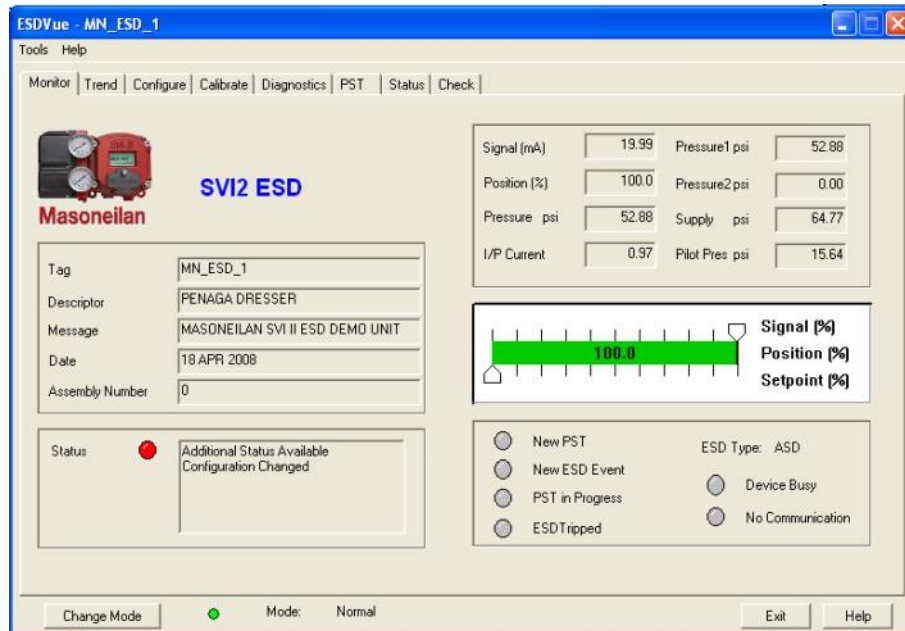 ESDVue - MN_ESD_1
Tools Help
Monitor Trend Configure Calibrate Diagnostics PST Status Check
Masoneilan
SVI2 ESD
Tag MN_ESD_1
Descriptor PENAGA DRESSER
Message MASONEILAN SVI II ESD DEMO UNIT
Date 18 APR 2008
Assembly Number 0
Status Additional Status Available
Configuration Changed
Signal (mA) 19.99 Pressure1 psi 52.88
Position (%) 100.0 Pressure2 psi 0.00
Pressure psi 52.88 Supply psi 64.77
I/P Current 0.97 Pilot Pres psi 15.64
100.0
Signal (%)
Position (%)
Setpoint (%)
New PST
New ESD Event
PST in Progress
ESDTripped
ESD Type: ASD
Device Busy
No Communication
Change Mode Mode: Normal Exit Help